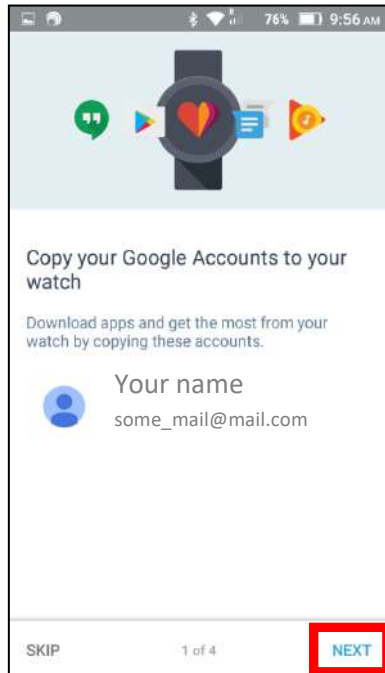 76% 9:56 AM
Copy your Google Accounts to your
watch
Download apps and get the most from your
watch by copying these accounts.
Your name
some_mail@mail.com
SKIP 1 of 4 NEXT